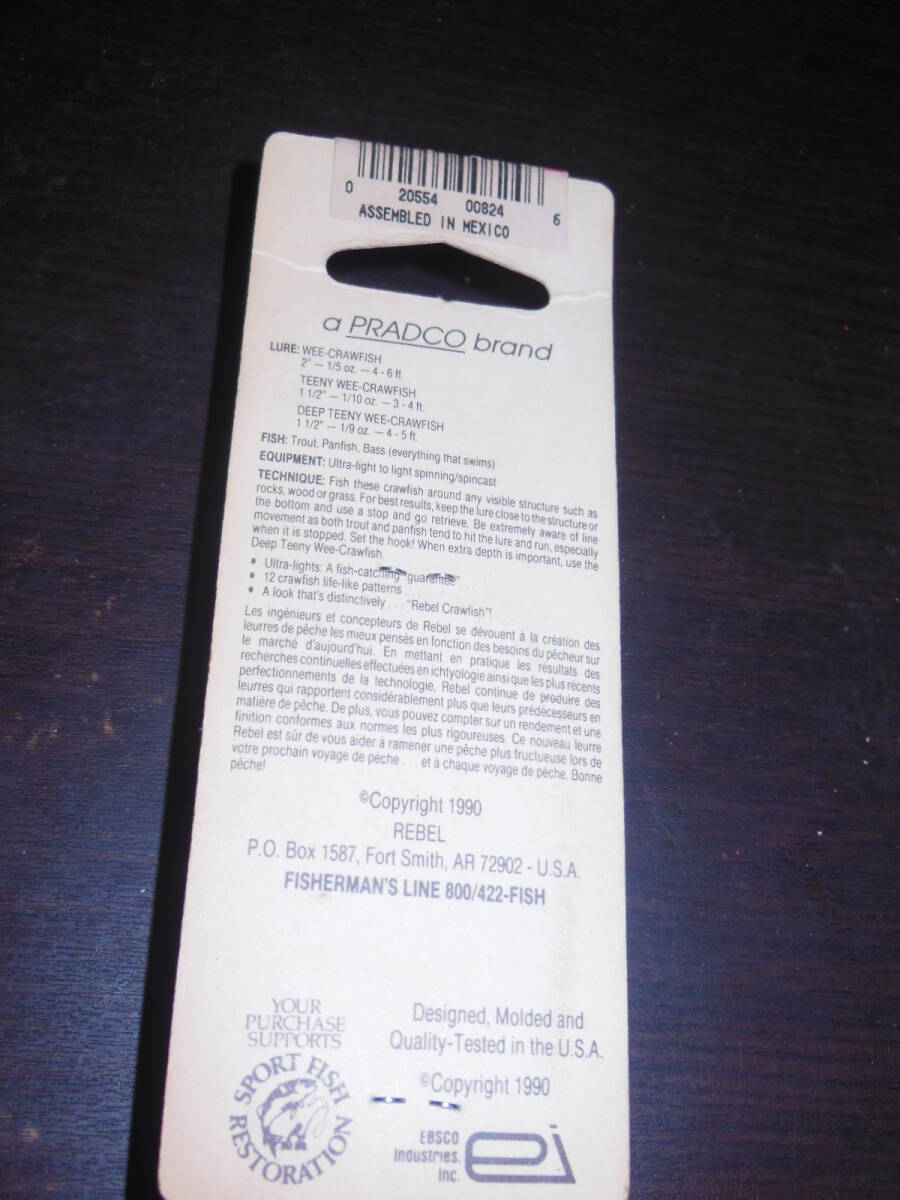 0 20554 00824 6
ASSEMBLED IN MEXICO
a PRADCO brand
LURE: WEE-CRAWFISH
2" — 1/5 oz. — 4 - 6 ft.
TEENY WEE-CRAWFISH
1 1/2" — 1/10 oz. — 3 - 4 ft.
DEEP TEENY WEE-CRAWFISH
1 1/2" — 1/9 oz. — 4 - 5 ft.
FISH: Trout, Panfish, Bass (everything that swims)
EQUIPMENT: Ultra-light to light spinning/spincast
TECHNIQUE: Fish these crawfish around any visible structure such as
rocks, wood or grass. For best results, keep the lure close to the structure or
the bottom and use a stop and go retrieve. Be extremely aware of line
movement as both trout and panfish tend to hit the lure and run, especially
when it is stopped. Set the hook! When extra depth is important, use the
Deep Teeny Wee-Crawfish.
• Ultra-lights: A fish-catching "guarantee" . . .
• 12 crawfish life-like patterns . . .
• A look that's distinctively . . . "Rebel Crawfish"!
Les ingénieurs et concepteurs de Rebel se dévouent à la création des
leurres de pêche les mieux pensés en fonction des besoins du pêcheur sur
le marché d'aujourd'hui. En mettant en pratique les résultats des
recherches continuelles effectuées en ichtyologie ainsi que les plus récents
perfectionnements de la technologie, Rebel continue de produire des
leurres qui rapportent considérablement plus que leurs prédécesseurs en
matière de pêche. De plus, vous pouvez compter sur un rendement et une
finition conformes aux normes les plus rigoureuses. Ce nouveau leurre
Rebel est sûr de vous aider à ramener une pêche plus fructueuse lors de
votre prochain voyage de pêche . . . et à chaque voyage de pêche. Bonne
pêche!
©Copyright 1990
REBEL
P.O. Box 1587, Fort Smith, AR 72902 - U.S.A.
FISHERMAN'S LINE 800/422-FISH
YOUR
PURCHASE
SUPPORTS
SPORT FISH
RESTORATION
Designed, Molded and
Quality-Tested in the U.S.A.
©Copyright 1990
EBSCO
Industries,
Inc.
ei